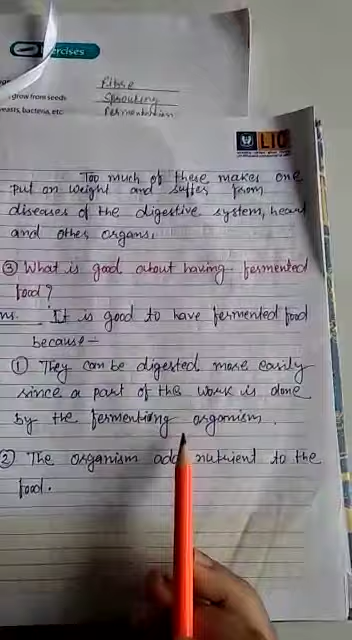 ercises
Fibre
grow from seeds
Sprouting
yeasts, bacteria, etc.
Fermentation
LIC
Too much of these makes one
put on weight and suffer from
diseases of the digestive system, heart
and other organs.
③ What is good about having fermented
food?
ns. It is good to have fermented food
because -
① They can be digested more easily
since a part of the work is done
by the fermenting organism.
② The organism add nutrient to the
food.